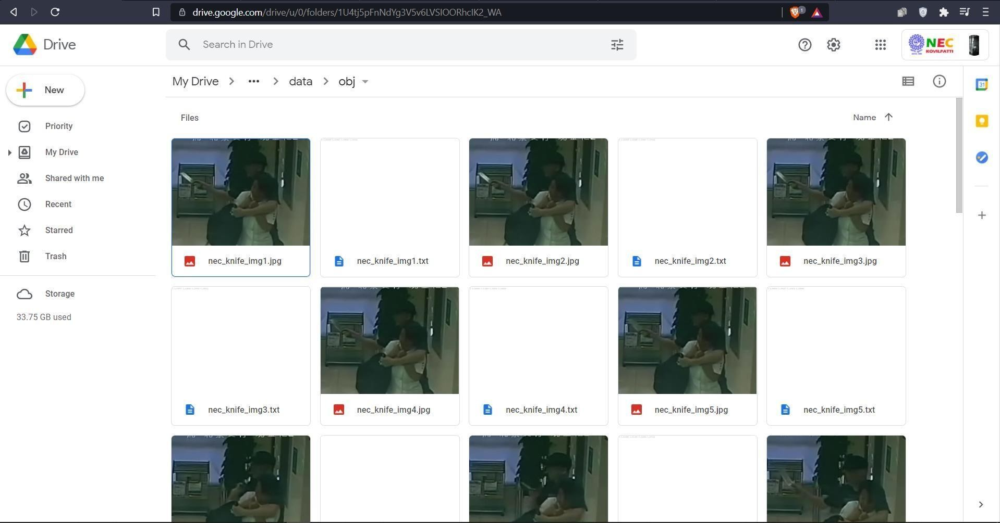 drive.google.com/drive/u/0/folders/1U4tj5pFnNdYg3V5v6LVSIOORhcIK2_WA
1
Drive
Search in Drive
NEC
KOVILPATTI
My Drive
data
obj
31
New
Files
Name
Priority
My Drive
Shared with me
Recent
Starred
Trash
Storage
33.75 GB used
nec_knife_img1.jpg
nec_knife_img1.txt
nec_knife_img2.jpg
nec_knife_img2.txt
nec_knife_img3.jpg
nec_knife_img3.txt
nec_knife_img4.jpg
nec_knife_img4.txt
nec_knife_img5.jpg
nec_knife_img5.txt